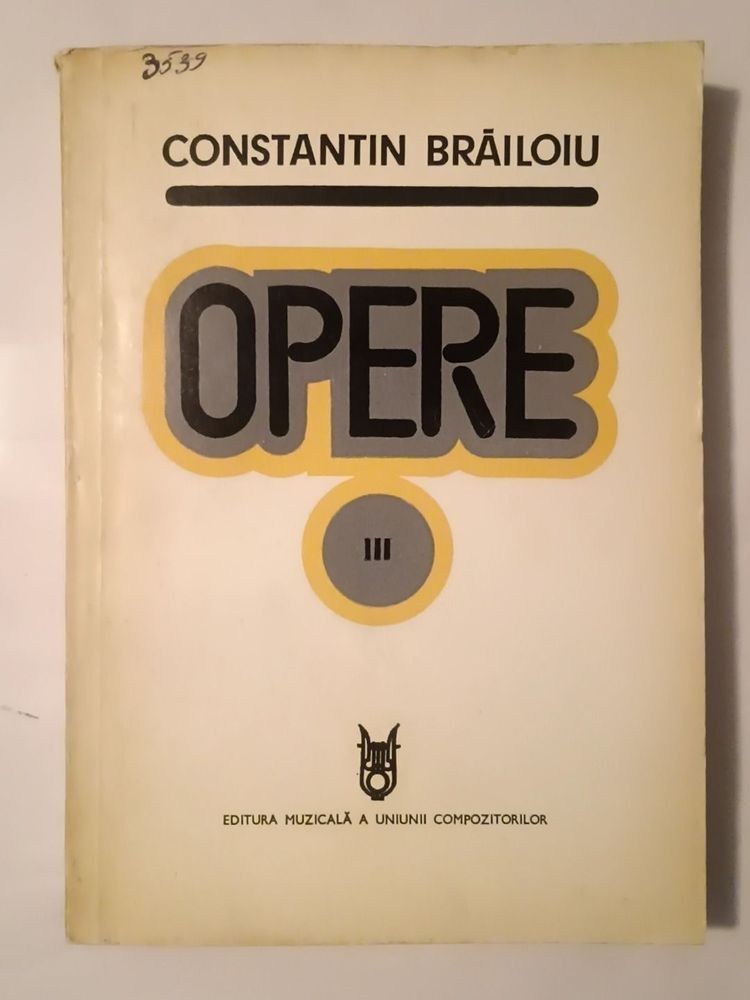 3539
CONSTANTIN BRĂILOIU
OPERE
III
EDITURA MUZICALĂ A UNIUNII COMPOZITORILOR